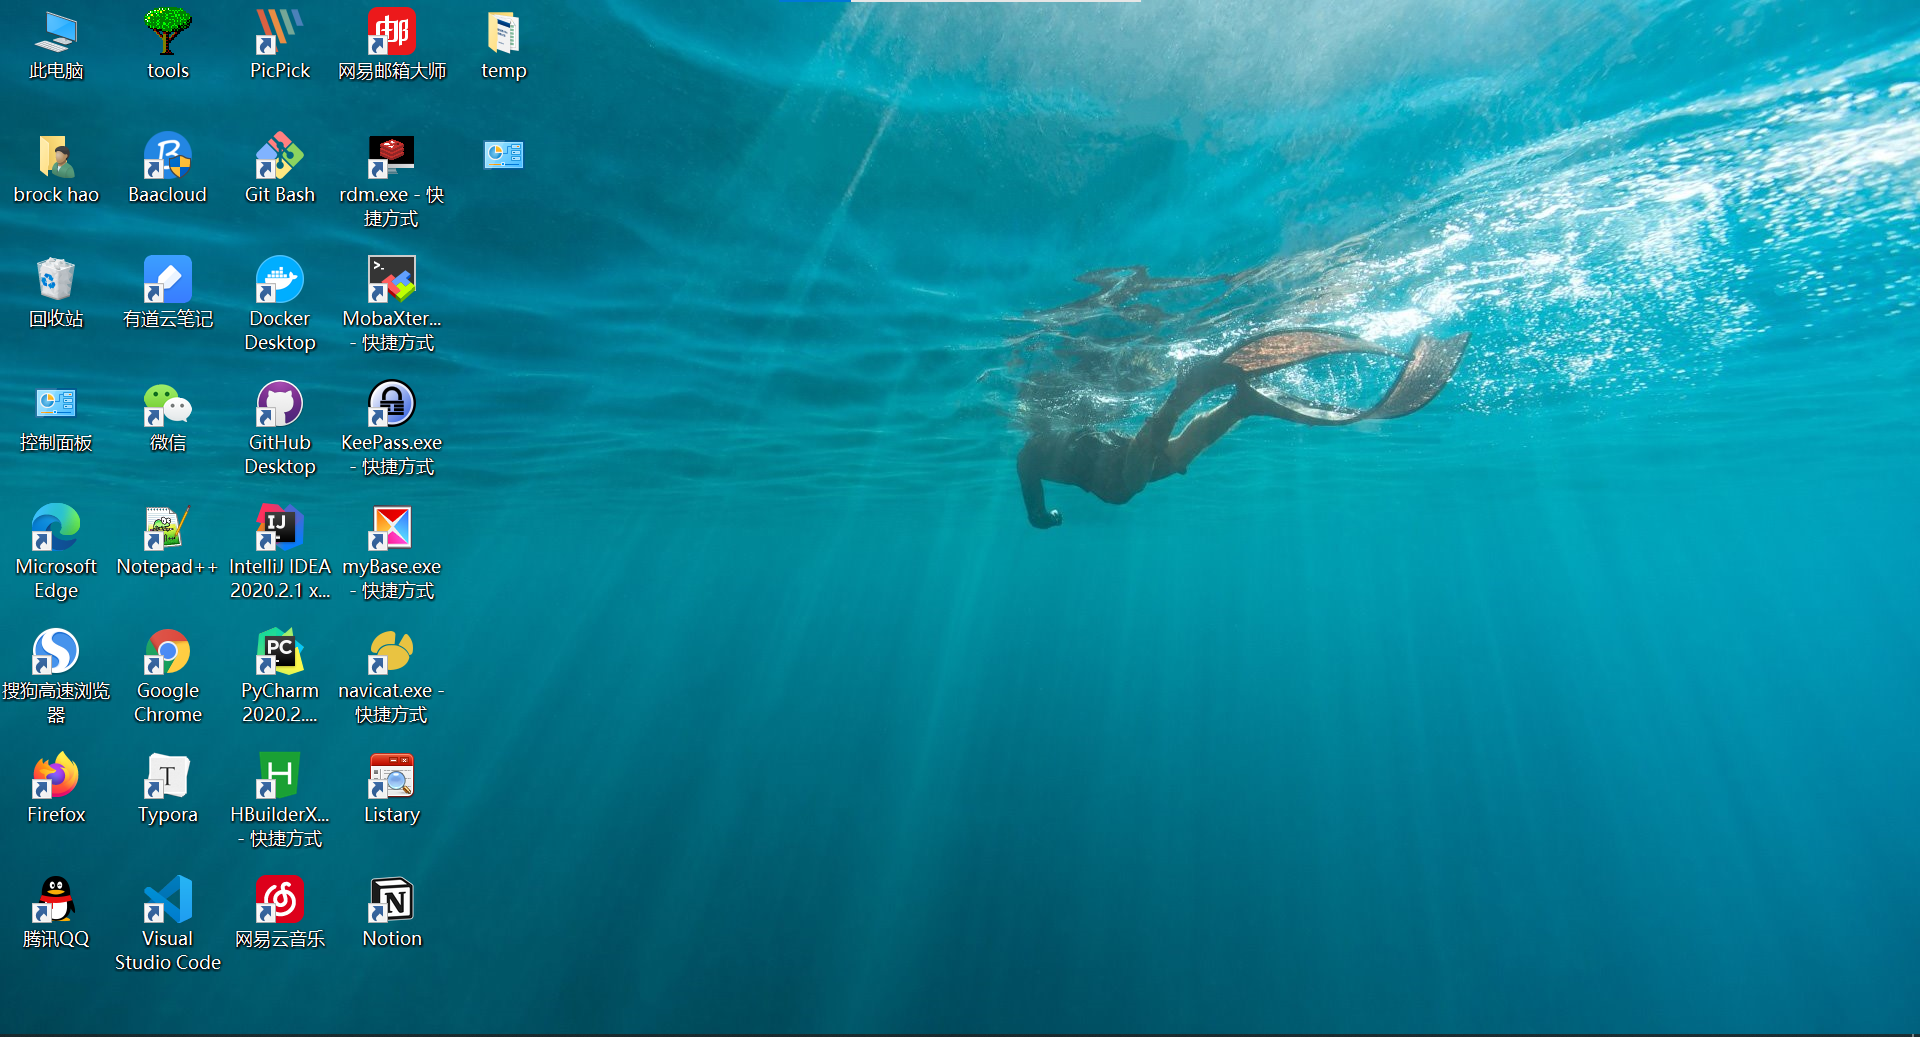 此电脑
tools
PicPick
网易邮箱大师
temp
brock hao
Baacloud
Git Bash
rdm.exe - 快
捷方式
回收站
有道云笔记
Docker
Desktop
MobaXter...
- 快捷方式
控制面板
微信
GitHub
Desktop
KeePass.exe
- 快捷方式
Microsoft
Edge
Notepad++
IntelliJ IDEA
2020.2.1 x...
myBase.exe
- 快捷方式
搜狗高速浏览
器
Google
Chrome
PyCharm
2020.2....
navicat.exe -
快捷方式
Firefox
Typora
HBuilderX...
- 快捷方式
Listary
腾讯QQ
Visual
Studio Code
网易云音乐
Notion